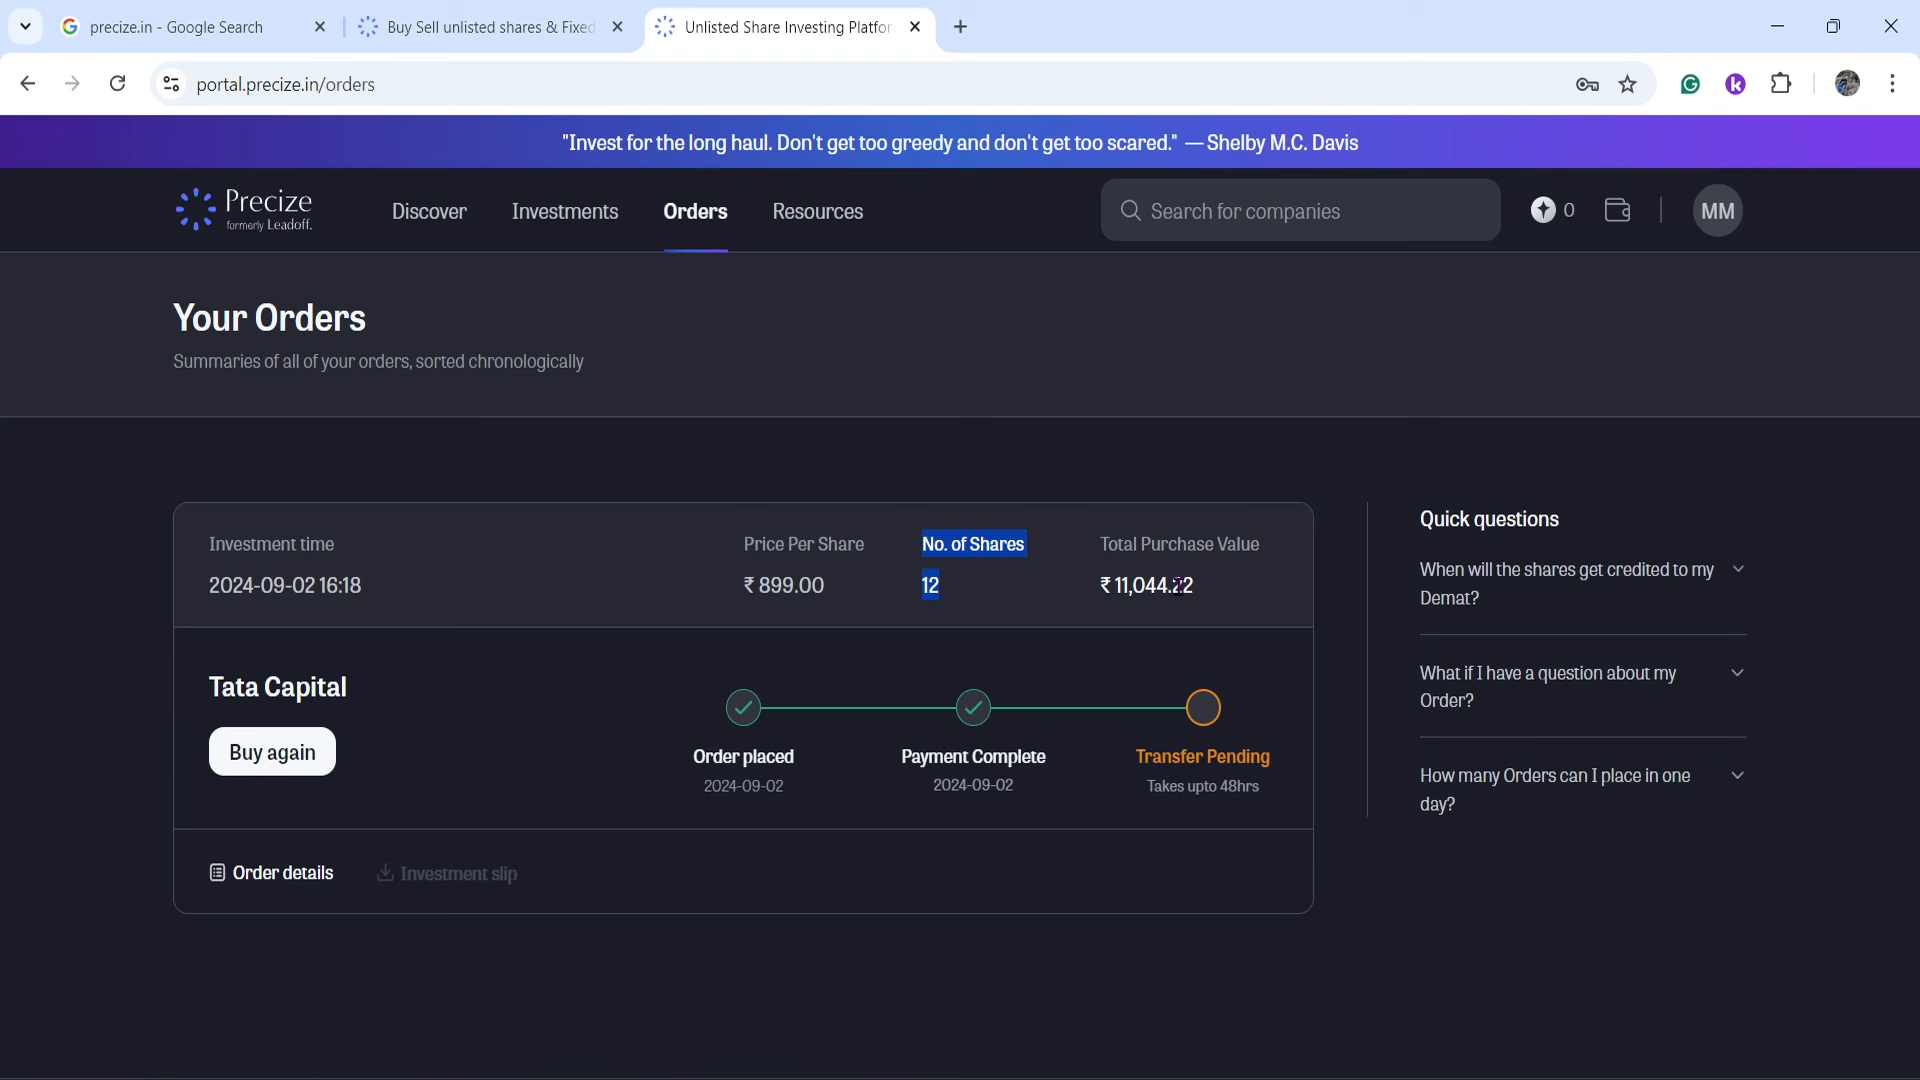 precize.in - Google Search
Buy Sell unlisted shares & Fixed
Unlisted Share Investing Platfor
portal.precize.in/orders
"Invest for the long haul. Don't get too greedy and don't get too scared." — Shelby M.C. Davis
Precize
formerly Leadoff.
Discover
Investments
Orders
Resources
Search for companies
0
MM
Your Orders
Summaries of all of your orders, sorted chronologically
Investment time
Price Per Share
No. of Shares
Total Purchase Value
2024-09-02 16:18
₹ 899.00
12
₹ 11,044.22
Tata Capital
Buy again
Order placed
2024-09-02
Payment Complete
2024-09-02
Transfer Pending
Takes upto 48hrs
Order details
Investment slip
Quick questions
When will the shares get credited to my
Demat?
What if I have a question about my
Order?
How many Orders can I place in one
day?